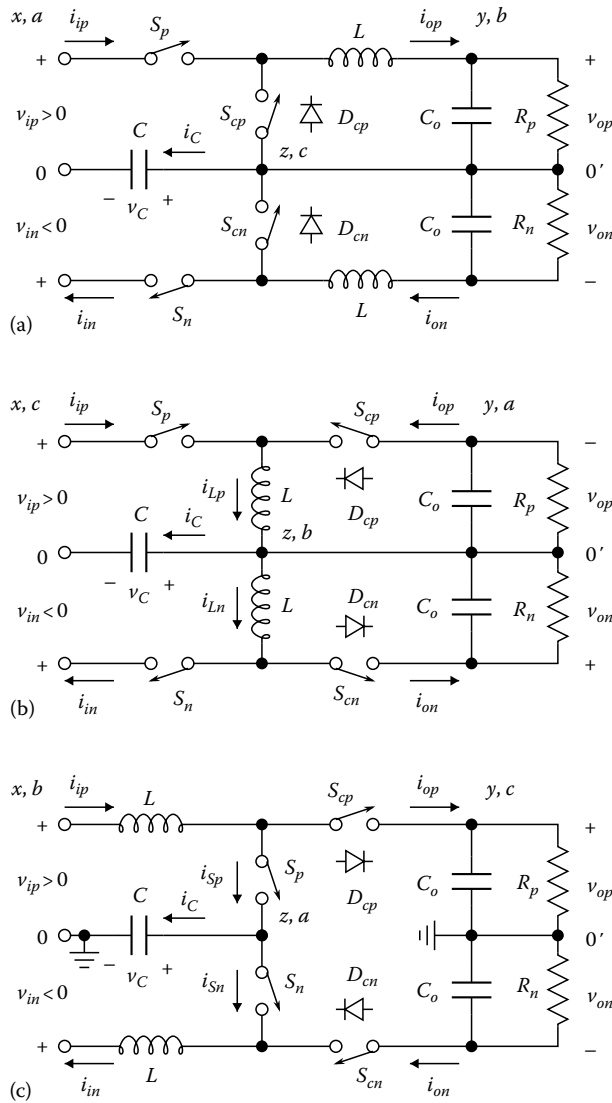 x, a i_ip S_p i_op y, b
+ L +
v_ip > 0 S_cp D_cp C_o R_p v_op
C i_C z, c
0 0′
− v_C +
v_in < 0 S_cn D_cn C_o R_n v_on
+ −
i_in S_n L i_on
(a)
x, c i_ip S_p S_cp i_op y, a
+ −
v_ip > 0 i_Lp L D_cp C_o R_p v_op
C i_C z, b
0 0′
− v_C +
v_in < 0 i_Ln L D_cn C_o R_n v_on
+ +
i_in S_n S_cn i_on
(b)
x, b i_ip L S_cp i_op y, c
+ +
v_ip > 0 i_Sp S_p D_cp C_o R_p v_op
C i_C z, a
0 0′
− v_C +
v_in < 0 i_Sn S_n D_cn C_o R_n v_on
+ −
i_in L S_cn i_on
(c)